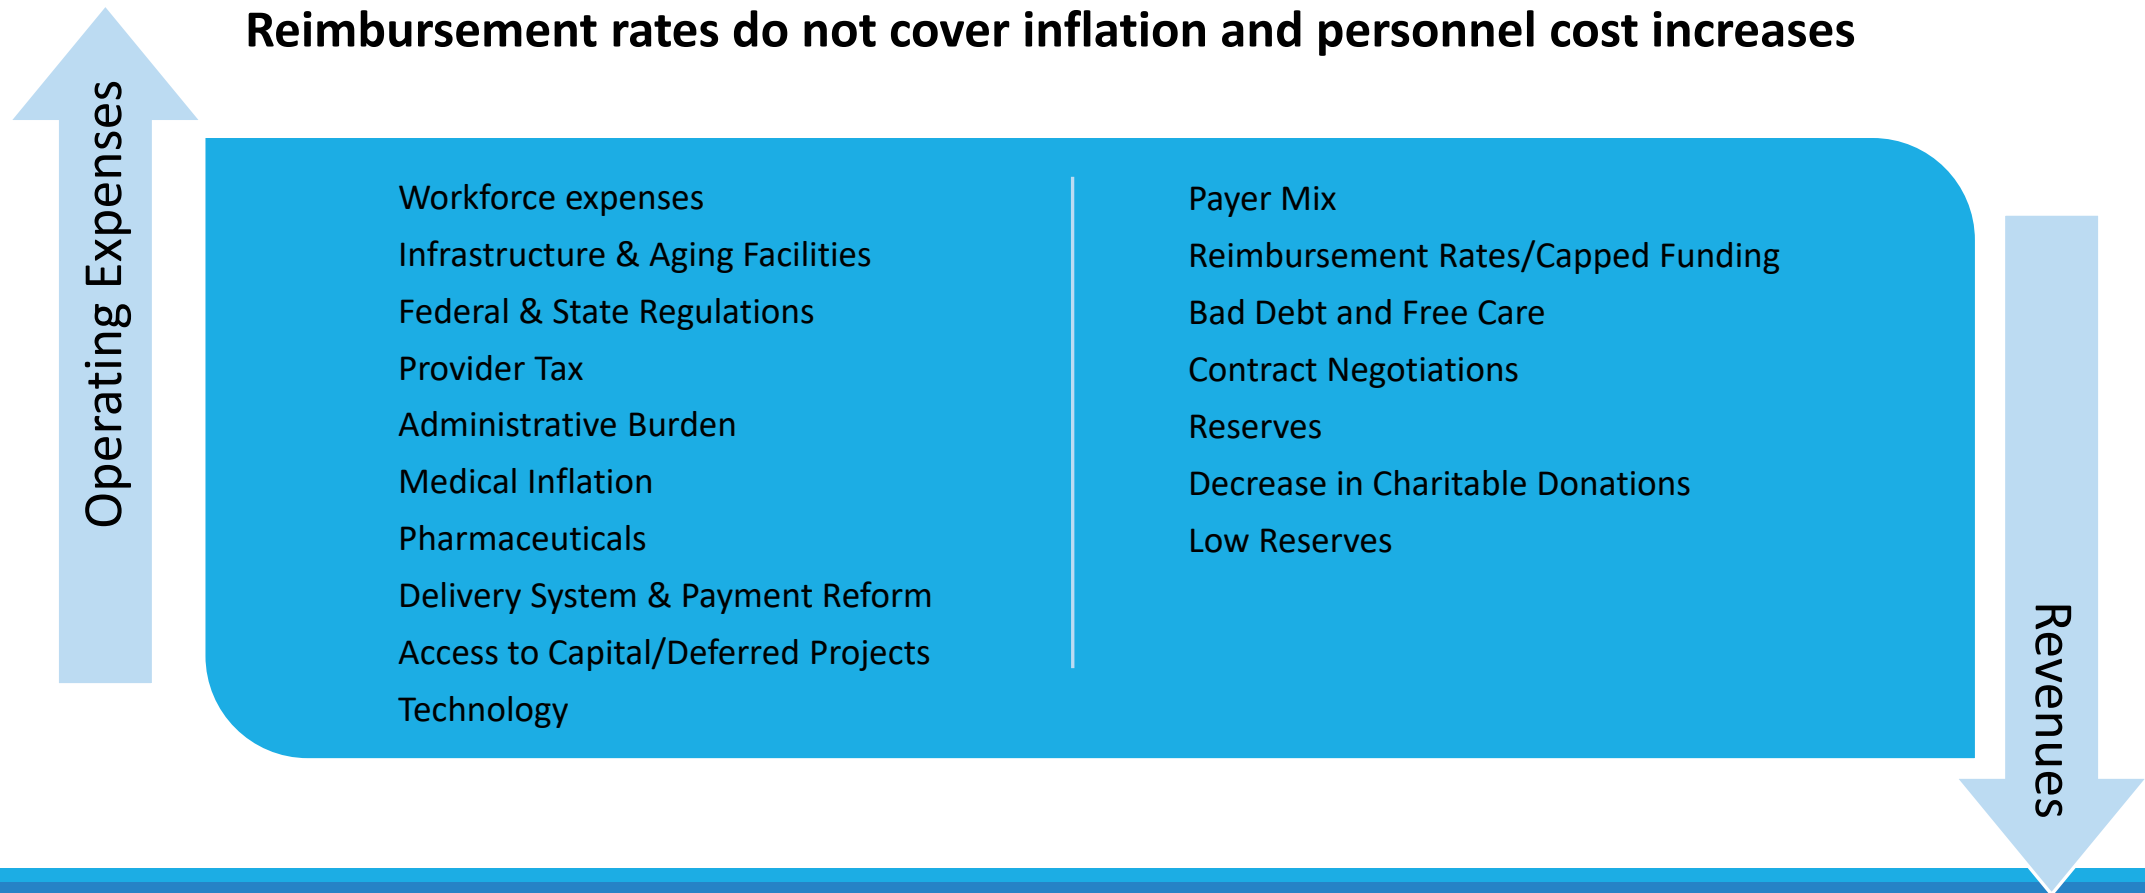 Reimbursement rates do not cover inflation and personnel cost increases
Operating Expenses
Workforce expenses
Infrastructure & Aging Facilities
Federal & State Regulations
Provider Tax
Administrative Burden
Medical Inflation
Pharmaceuticals
Delivery System & Payment Reform
Access to Capital/Deferred Projects
Technology
Payer Mix
Reimbursement Rates/Capped Funding
Bad Debt and Free Care
Contract Negotiations
Reserves
Decrease in Charitable Donations
Low Reserves
Revenues